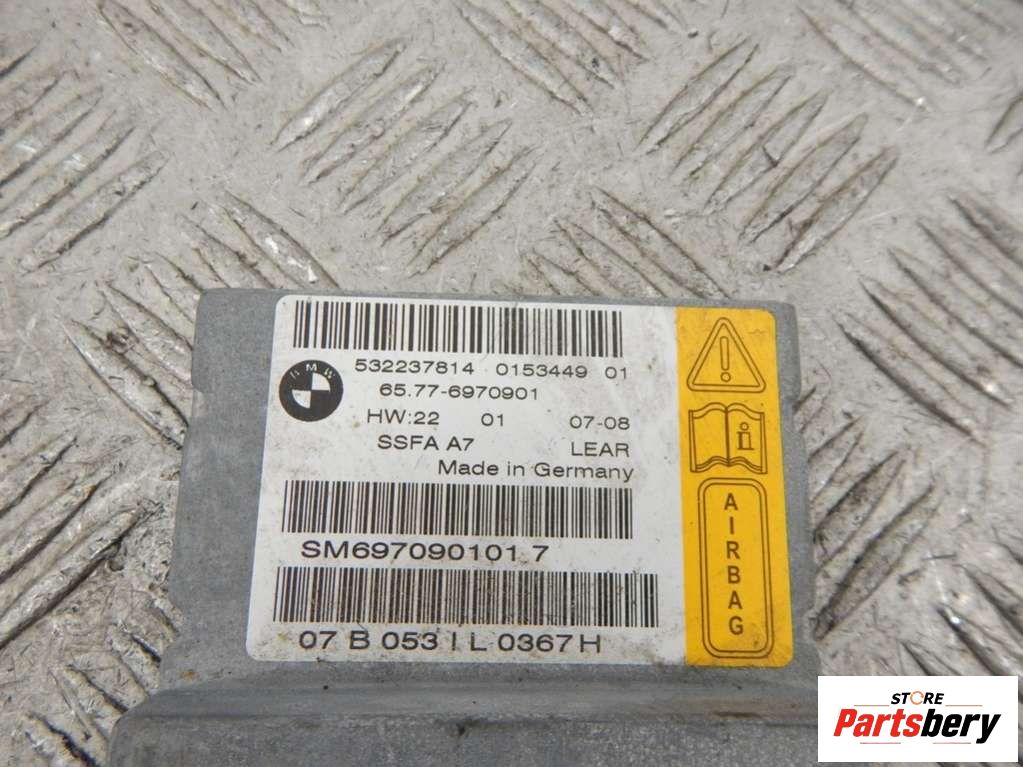 BMW
532237814 0153449 01
65.77-6970901
HW:22 01 07-08
SSFA A7 LEAR
Made in Germany
SM697090101.7
07 B 053 I L 0367 H
i
AIRBAG
STORE
Partsbery